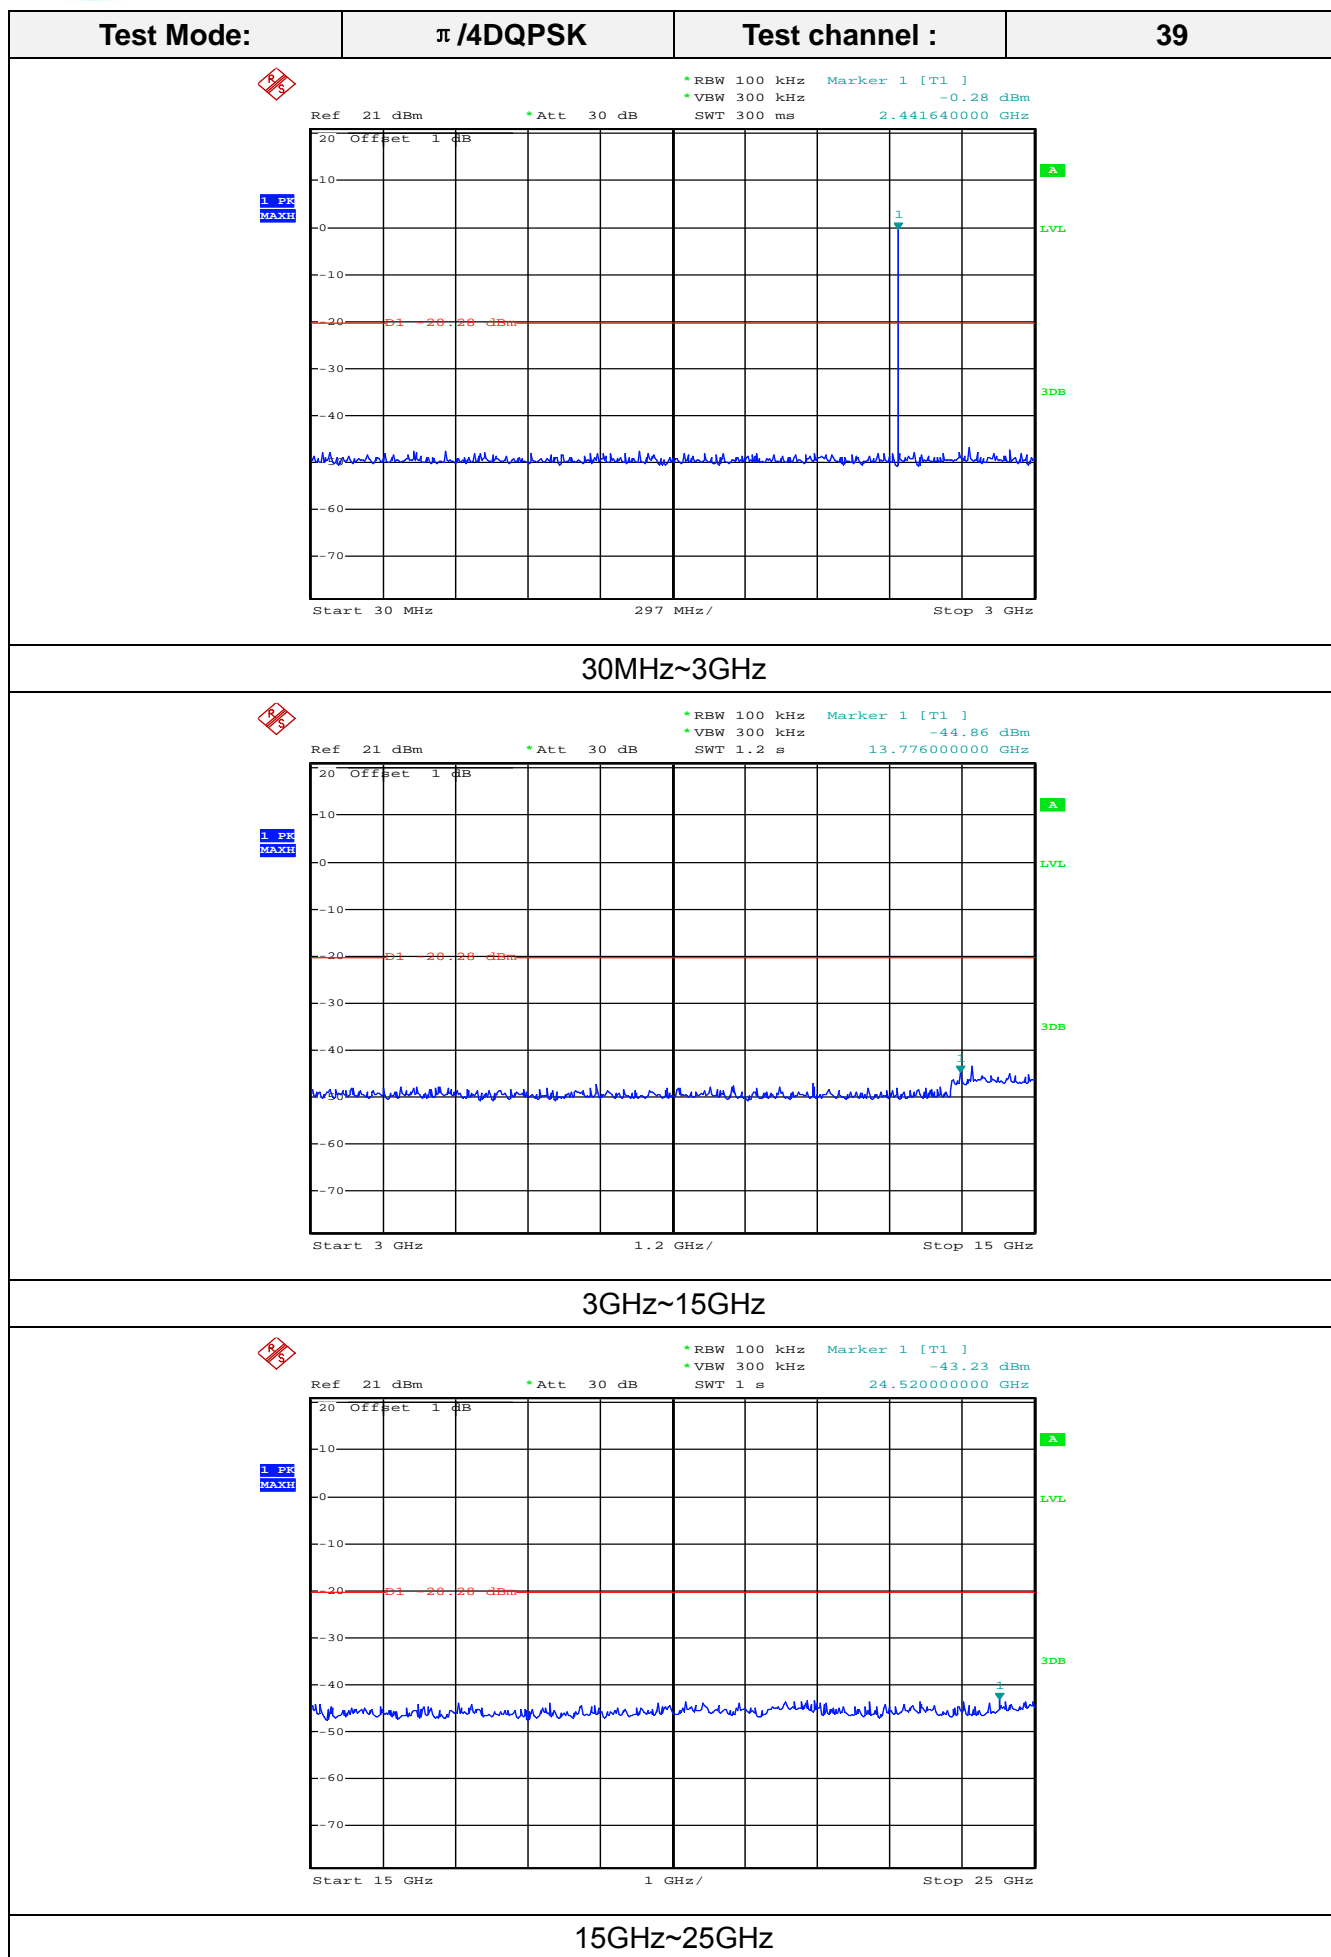 Test Mode: π/4DQPSK Test channel : 39
R S
*RBW 100 kHz Marker 1 [T1 ]
*VBW 300 kHz -0.28 dBm
Ref 21 dBm *Att 30 dB SWT 300 ms 2.441640000 GHz
20 Offset 1 dB
A
10
1 PK
MAXH
1
0
LVL
-10
-20 D1 -20.28 dBm
-30
3DB
-40
-50
-60
-70
Start 30 MHz 297 MHz/ Stop 3 GHz
30MHz~3GHz
R S
*RBW 100 kHz Marker 1 [T1 ]
*VBW 300 kHz -44.86 dBm
Ref 21 dBm *Att 30 dB SWT 1.2 s 13.776000000 GHz
20 Offset 1 dB
A
10
1 PK
MAXH
0
LVL
-10
-20 D1 -20.28 dBm
-30
3DB
-40
1
-50
-60
-70
Start 3 GHz 1.2 GHz/ Stop 15 GHz
3GHz~15GHz
R S
*RBW 100 kHz Marker 1 [T1 ]
*VBW 300 kHz -43.23 dBm
Ref 21 dBm *Att 30 dB SWT 1 s 24.520000000 GHz
20 Offset 1 dB
A
10
1 PK
MAXH
0
LVL
-10
-20 D1 -20.28 dBm
-30
3DB
-40
1
-50
-60
-70
Start 15 GHz 1 GHz/ Stop 25 GHz
15GHz~25GHz